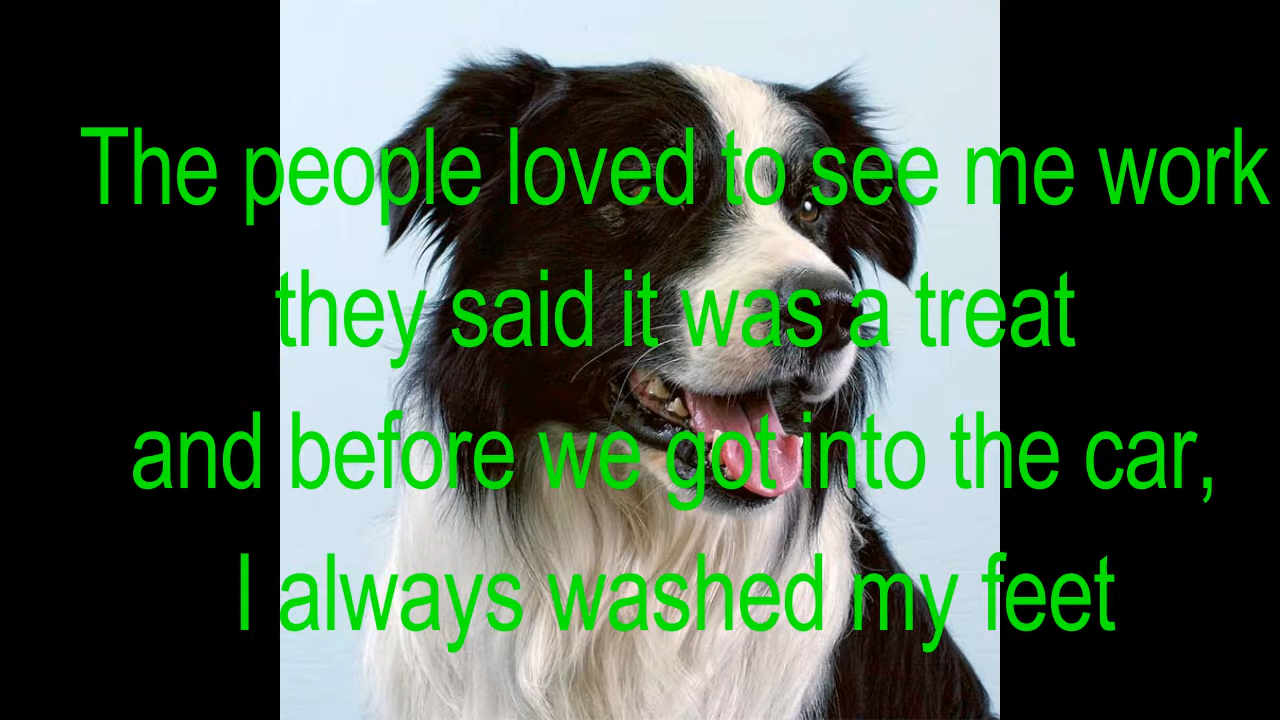 The people loved to see me work
they said it was a treat
and before we got into the car,
I always washed my feet